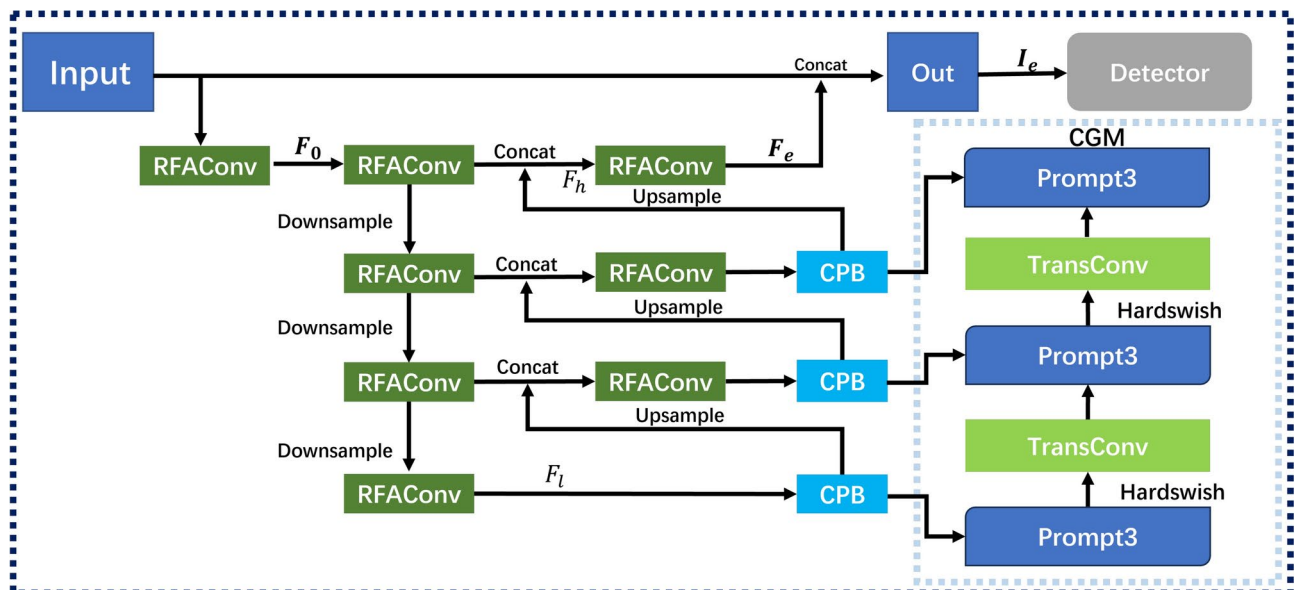 Input
Concat
Out
I_e
Detector
CGM
RFAConv
F_0
RFAConv
Concat
F_h
RFAConv
F_e
Prompt3
Upsample
Downsample
RFAConv
Concat
RFAConv
CPB
TransConv
Upsample
Hardswish
Downsample
RFAConv
Concat
RFAConv
CPB
Prompt3
Upsample
TransConv
Downsample
RFAConv
F_l
CPB
Hardswish
Prompt3